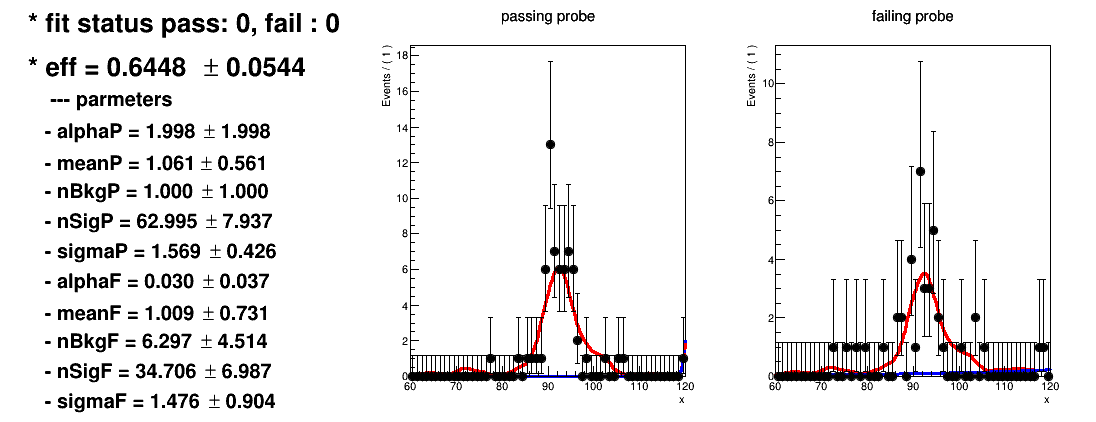 * fit status pass: 0, fail : 0
* eff = 0.6448 ± 0.0544
--- parmeters
- alphaP = 1.998 ± 1.998
- meanP = 1.061 ± 0.561
- nBkgP = 1.000 ± 1.000
- nSigP = 62.995 ± 7.937
- sigmaP = 1.569 ± 0.426
- alphaF = 0.030 ± 0.037
- meanF = 1.009 ± 0.731
- nBkgF = 6.297 ± 4.514
- nSigF = 34.706 ± 6.987
- sigmaF = 1.476 ± 0.904
passing probe
Events / ( 1 )
18
16
14
12
10
8
6
4
2
0
60 70 80 90 100 110 120
x
failing probe
Events / ( 1 )
10
8
6
4
2
0
60 70 80 90 100 110 120
x